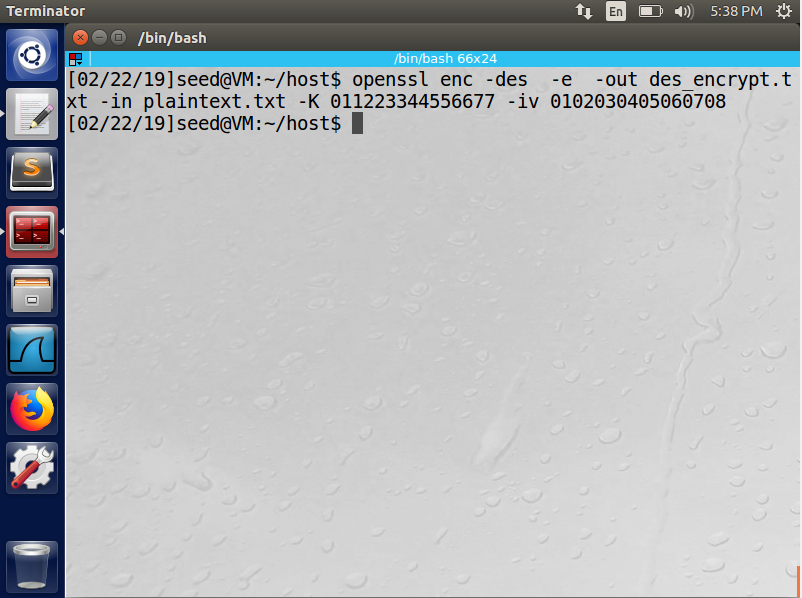 Terminator
En
5:38 PM
/bin/bash
/bin/bash 66x24
[02/22/19]seed@VM:~/host$ openssl enc -des  -e  -out des_encrypt.t
xt -in plaintext.txt -K 011223344556677 -iv 0102030405060708
[02/22/19]seed@VM:~/host$